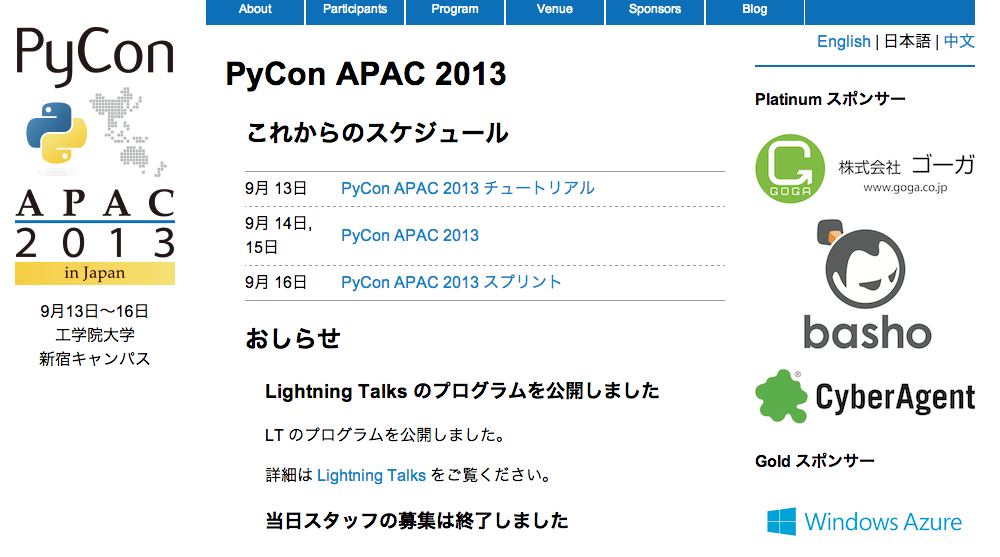 About
Participants
Program
Venue
Sponsors
Blog
PyCon
APAC
2013
in Japan
9月13日〜16日
工学院大学
新宿キャンパス
PyCon APAC 2013
これからのスケジュール
9月 13日 PyCon APAC 2013 チュートリアル
9月 14日,
15日
PyCon APAC 2013
9月 16日 PyCon APAC 2013 スプリント
おしらせ
Lightning Talks のプログラムを公開しました
LT のプログラムを公開しました。
詳細は Lightning Talks をご覧ください。
当日スタッフの募集は終了しました
English | 日本語 | 中文
Platinum スポンサー
GOGA
株式会社 ゴーガ
www.goga.co.jp
basho
CyberAgent
®
Gold スポンサー
Windows Azure